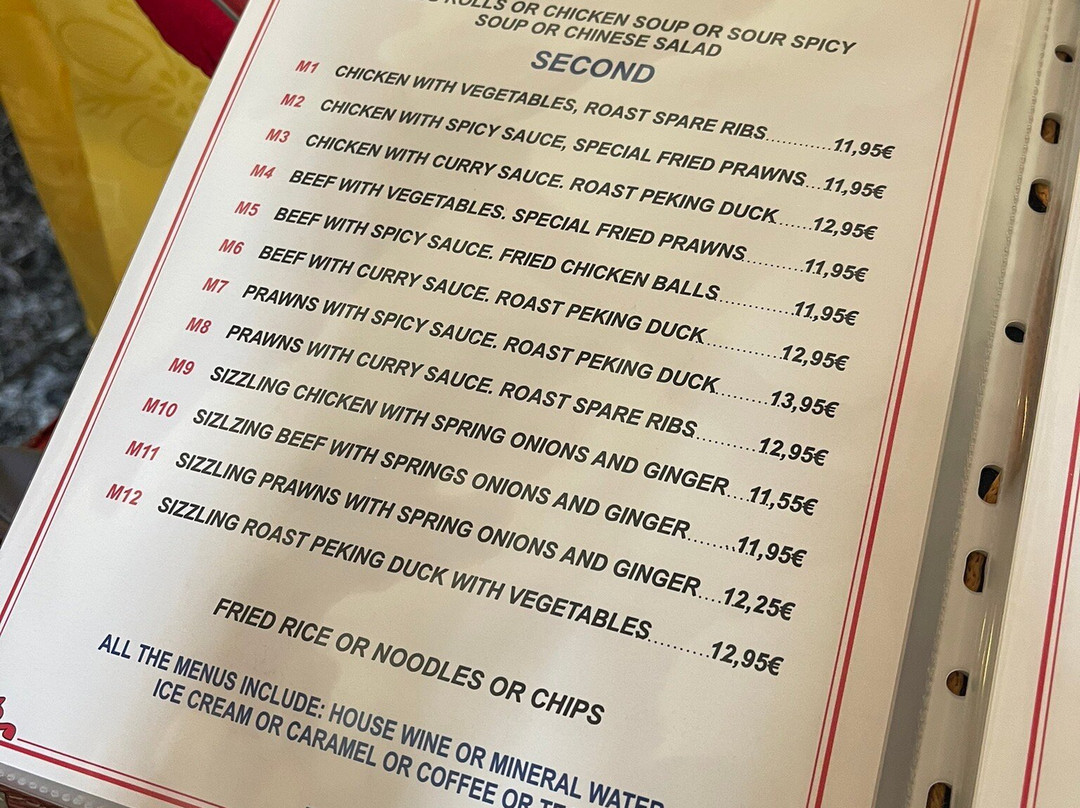 ROLLS OR CHICKEN SOUP OR SOUR SPICY
SOUP OR CHINESE SALAD
SECOND
M1 CHICKEN WITH VEGETABLES, ROAST SPARE RIBS...........11,95€
M2 CHICKEN WITH SPICY SAUCE, SPECIAL FRIED PRAWNS...11,95€
M3 CHICKEN WITH CURRY SAUCE. ROAST PEKING DUCK......12,95€
M4 BEEF WITH VEGETABLES. SPECIAL FRIED PRAWNS..........11,95€
M5 BEEF WITH SPICY SAUCE. FRIED CHICKEN BALLS.............11,95€
M6 BEEF WITH CURRY SAUCE. ROAST PEKING DUCK.............12,95€
M7 PRAWNS WITH SPICY SAUCE. ROAST PEKING DUCK.........13,95€
M8 PRAWNS WITH CURRY SAUCE. ROAST SPARE RIBS...........12,95€
M9 SIZZLING CHICKEN WITH SPRING ONIONS AND GINGER...11,55€
M10 SIZLZING BEEF WITH SPRINGS ONIONS AND GINGER........11,95€
M11 SIZZLING PRAWNS WITH SPRING ONIONS AND GINGER....12,25€
M12 SIZZLING ROAST PEKING DUCK WITH VEGETABLES..........12,95€
FRIED RICE OR NOODLES OR CHIPS
ALL THE MENUS INCLUDE: HOUSE WINE OR MINERAL WATER
ICE CREAM OR CARAMEL OR COFFEE OR